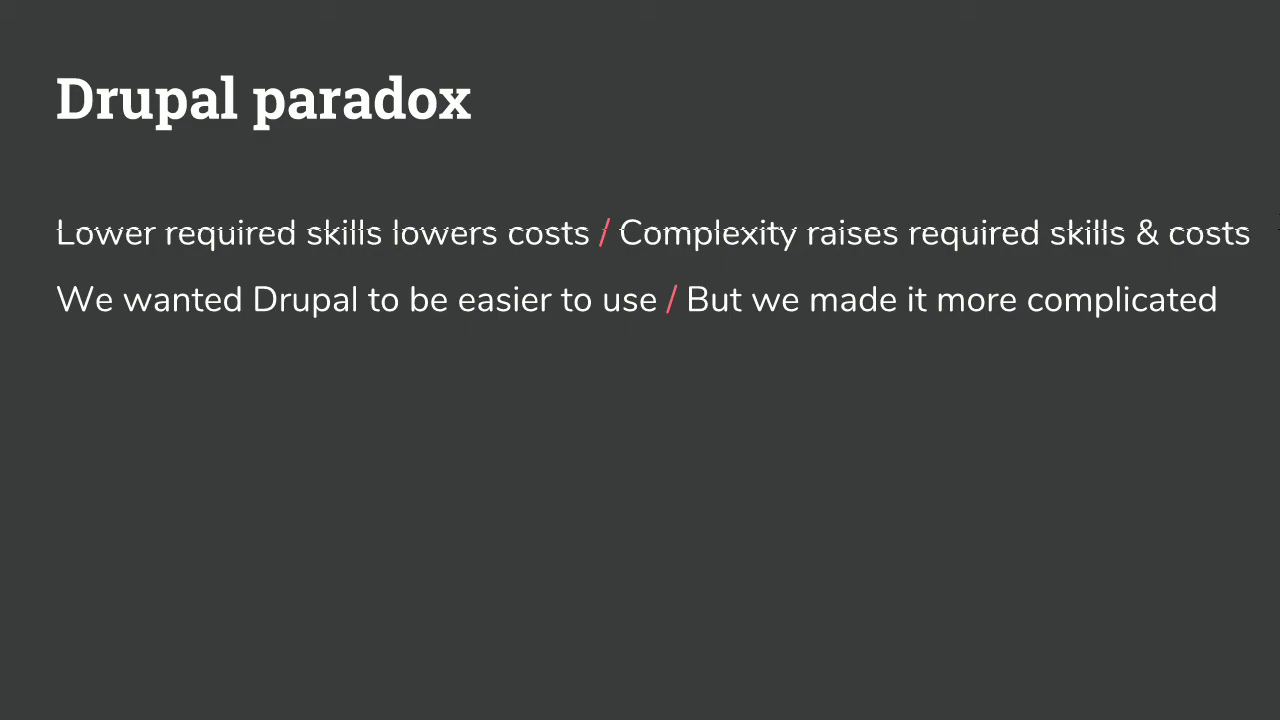 Drupal paradox
Lower required skills lowers costs / Complexity raises required skills & costs
We wanted Drupal to be easier to use / But we made it more complicated